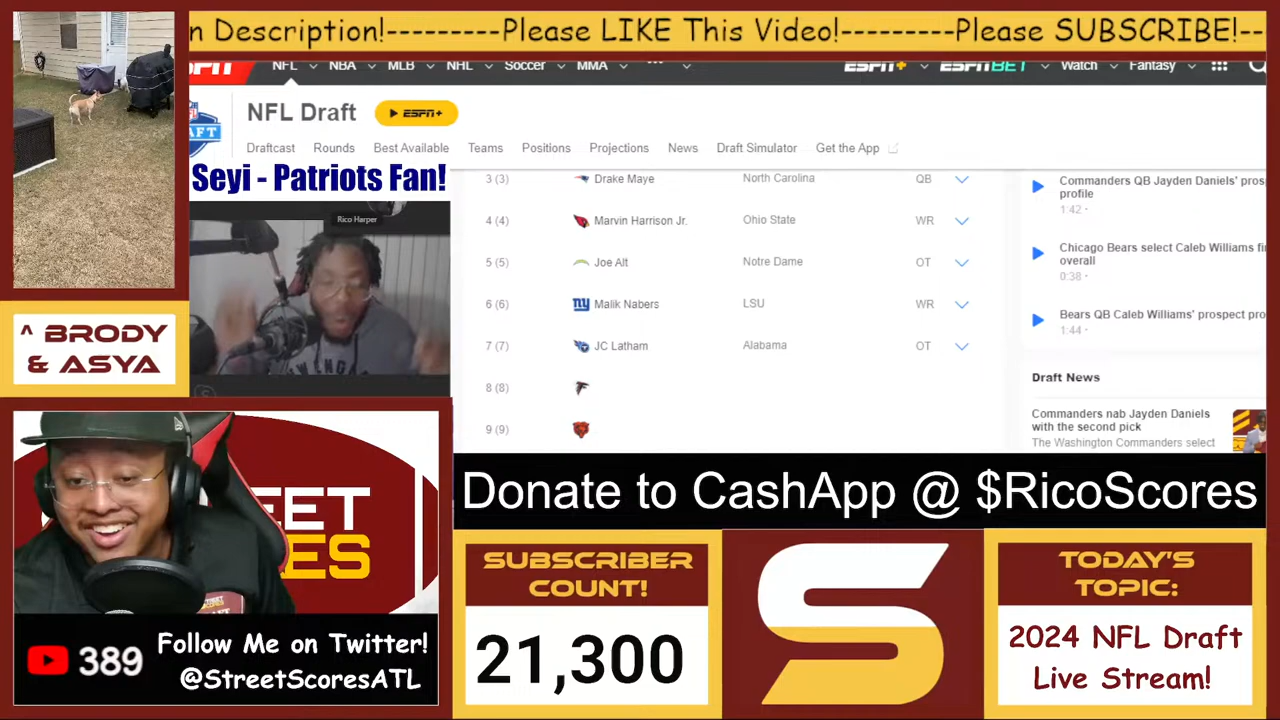 n Description!---------Please LIKE This Video!---------Please SUBSCRIBE!--
NFL NBA MLB NHL Soccer MMA ... ESPN+ ESPN BET Watch Fantasy
NFL Draft ESPN+
Draftcast Rounds Best Available Teams Positions Projections News Draft Simulator Get the App
Seyi - Patriots Fan!
Rico Harper
3 (3) Drake Maye North Carolina QB
4 (4) Marvin Harrison Jr. Ohio State WR
5 (5) Joe Alt Notre Dame OT
6 (6) Malik Nabers LSU WR
7 (7) JC Latham Alabama OT
8 (8)
9 (9)
Commanders QB Jayden Daniels' pros
profile
1:42 ·
Chicago Bears select Caleb Williams fi
overall
0:38 ·
Bears QB Caleb Williams' prospect pro
1:44 ·
Draft News
Commanders nab Jayden Daniels
with the second pick
The Washington Commanders select
^ BRODY
& ASYA
Donate to CashApp @ $RicoScores
389
Follow Me on Twitter!
@StreetScoresATL
SUBSCRIBER
COUNT!
21,300
S
TODAY'S
TOPIC:
2024 NFL Draft
Live Stream!